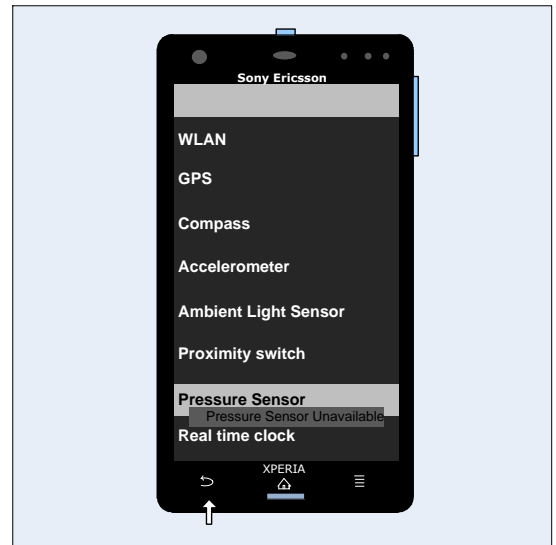 Sony Ericsson
WLAN
GPS
Compass
Accelerometer
Ambient Light Sensor
Proximity switch
Pressure Sensor
Pressure Sensor Unavailable
Real time clock
XPERIA